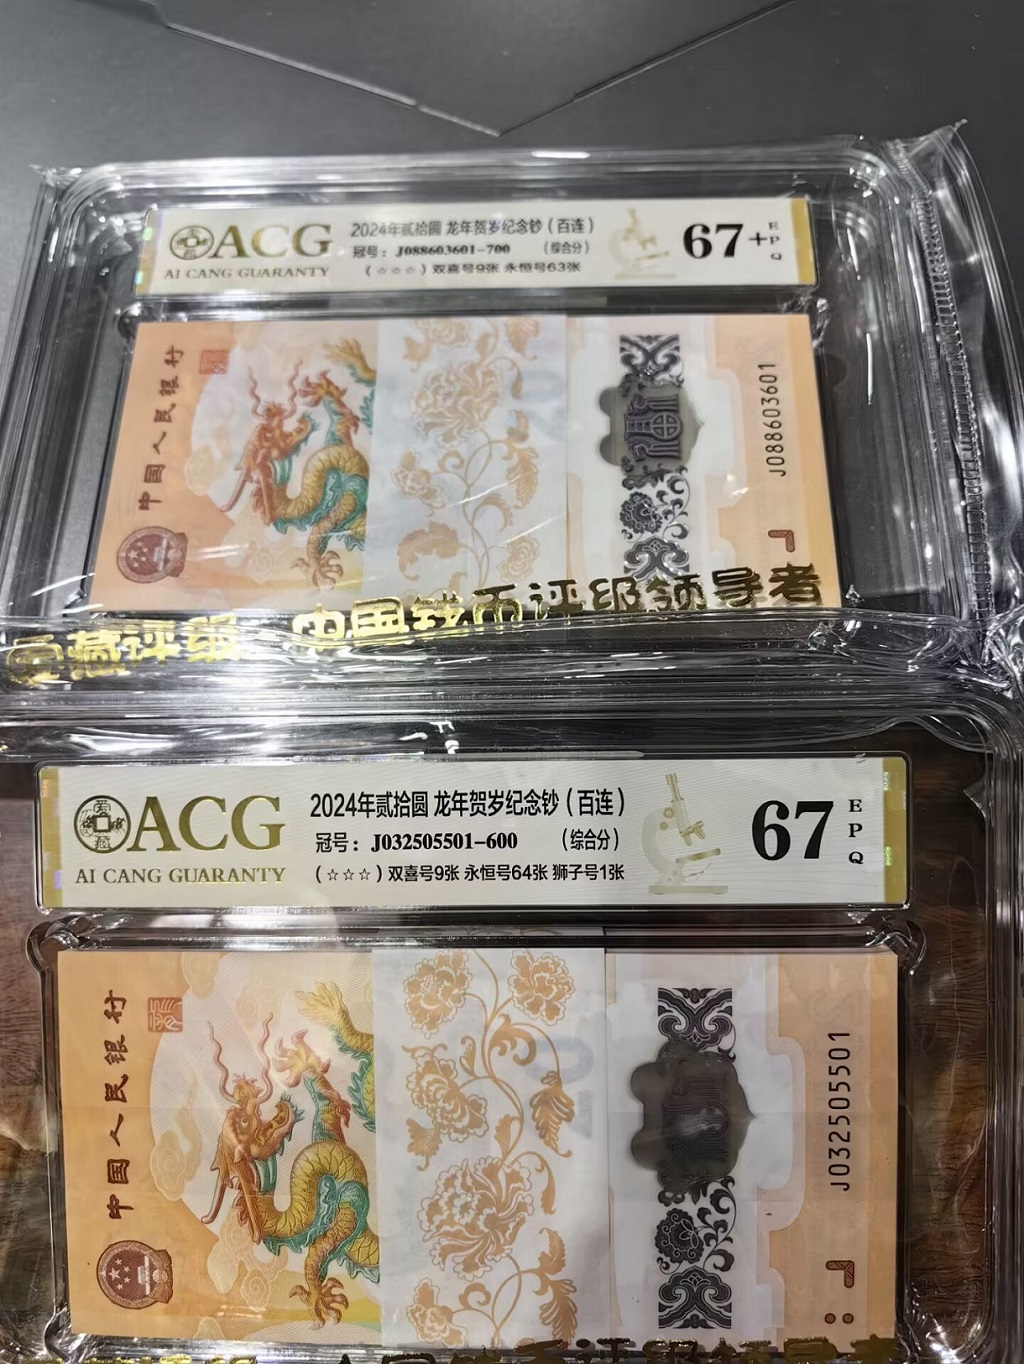 ACG
AI CANG GUARANTY
2024年贰拾圆 龙年贺岁纪念钞（百连）
冠号：J088603601-700 （综合分）
（☆☆☆）双喜号9张 永恒号63张
67+
EPQ
中国人民银行
J088603601
藏评级 中国钱币评级领导者
爱藏
ACG
AI CANG GUARANTY
2024年贰拾圆 龙年贺岁纪念钞（百连）
冠号：J032505501-600 （综合分）
（☆☆☆）双喜号9张 永恒号64张 狮子号1张
67
EPQ
中国人民银行
J032505501